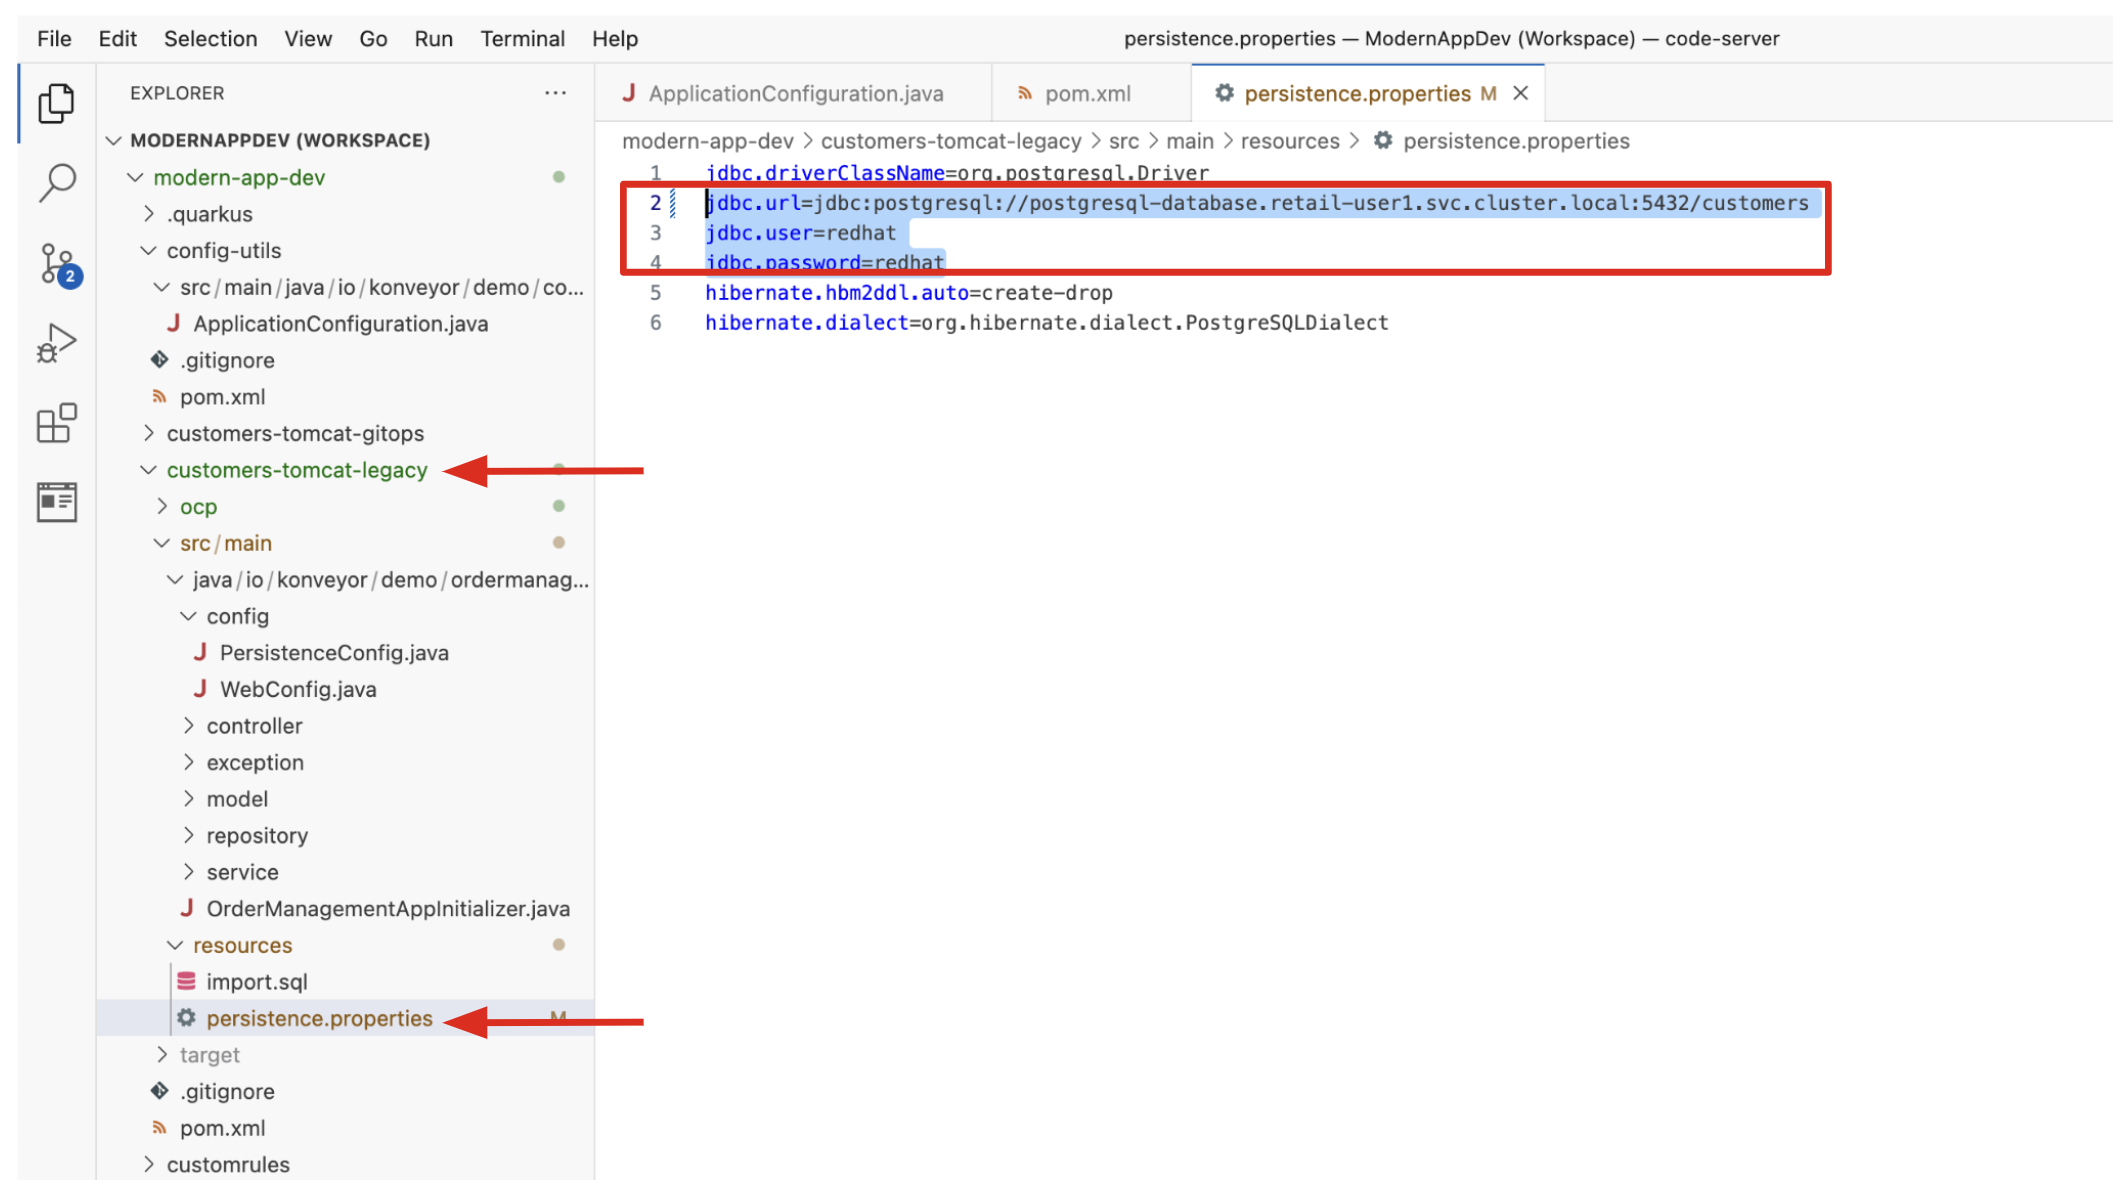 File Edit Selection View Go Run Terminal Help
persistence.properties — ModernAppDev (Workspace) — code-server
EXPLORER
MODERNAPPDEV (WORKSPACE)
modern-app-dev
.quarkus
config-utils
src/main/java/io/konveyor/demo/co...
J ApplicationConfiguration.java
.gitignore
pom.xml
customers-tomcat-gitops
customers-tomcat-legacy
ocp
src/main
java/io/konveyor/demo/ordermanag...
config
J PersistenceConfig.java
J WebConfig.java
controller
exception
model
repository
service
J OrderManagementAppInitializer.java
resources
import.sql
persistence.properties M
target
.gitignore
pom.xml
customrules
2
J ApplicationConfiguration.java
pom.xml
persistence.properties M
modern-app-dev > customers-tomcat-legacy > src > main > resources > persistence.properties
1 jdbc.driverClassName=org.postgresql.Driver
2 jdbc.url=jdbc:postgresql://postgresql-database.retail-user1.svc.cluster.local:5432/customers
3 jdbc.user=redhat
4 jdbc.password=redhat
5 hibernate.hbm2ddl.auto=create-drop
6 hibernate.dialect=org.hibernate.dialect.PostgreSQLDialect